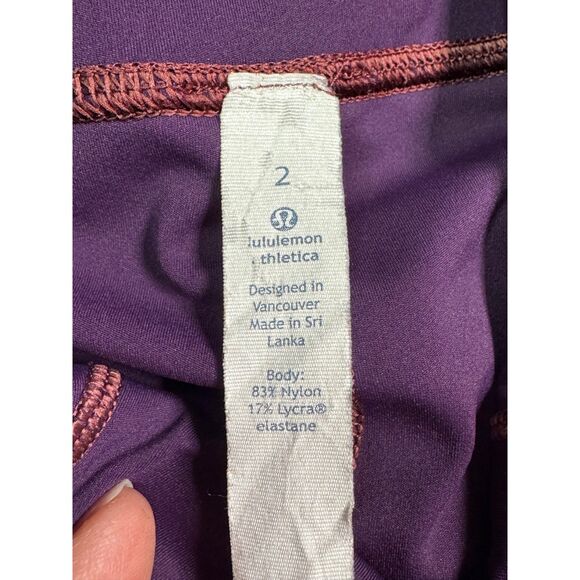 2
lululemon
athletica
Designed in
Vancouver
Made in Sri
Lanka
Body:
83% Nylon
17% Lycra®
elastane